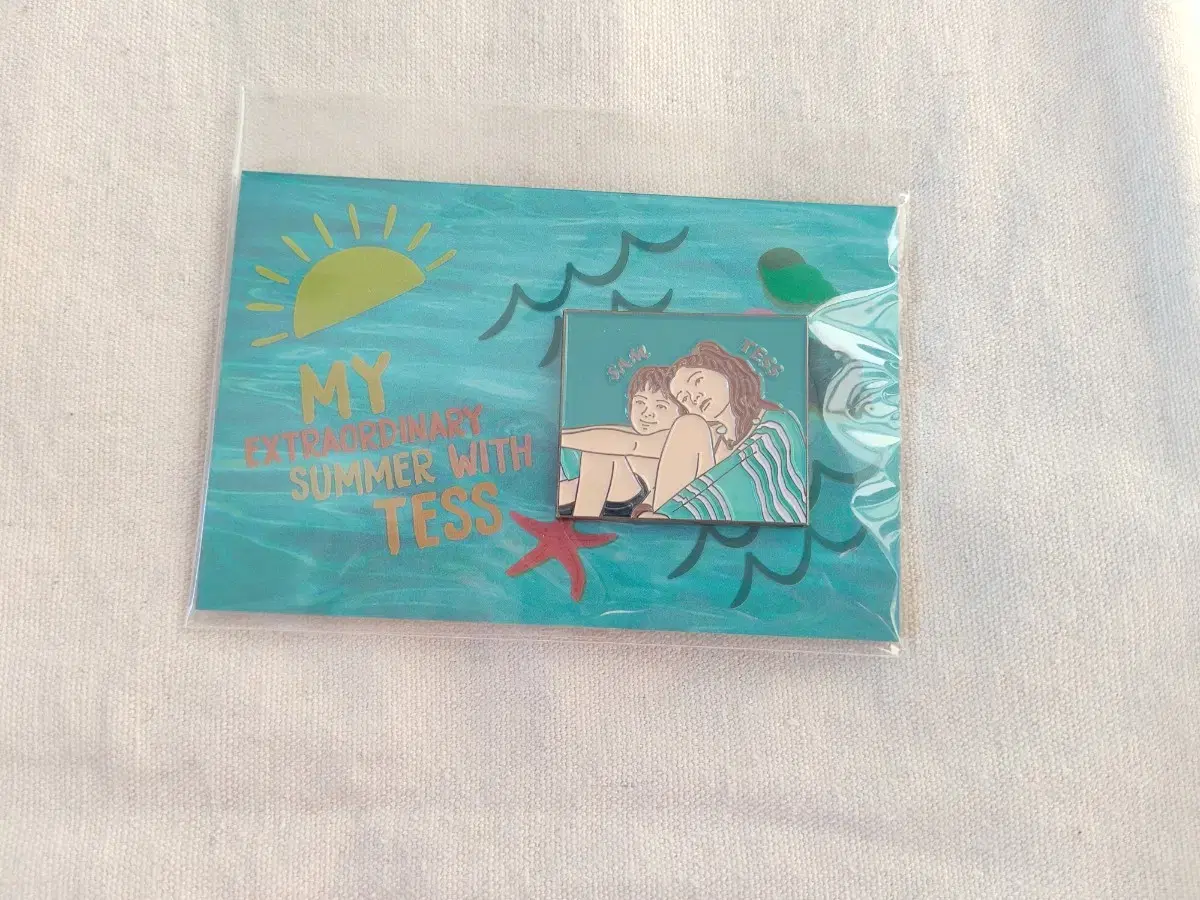 MY
EXTRAORDINARY
SUMMER WITH
TESS
SAM
TESS